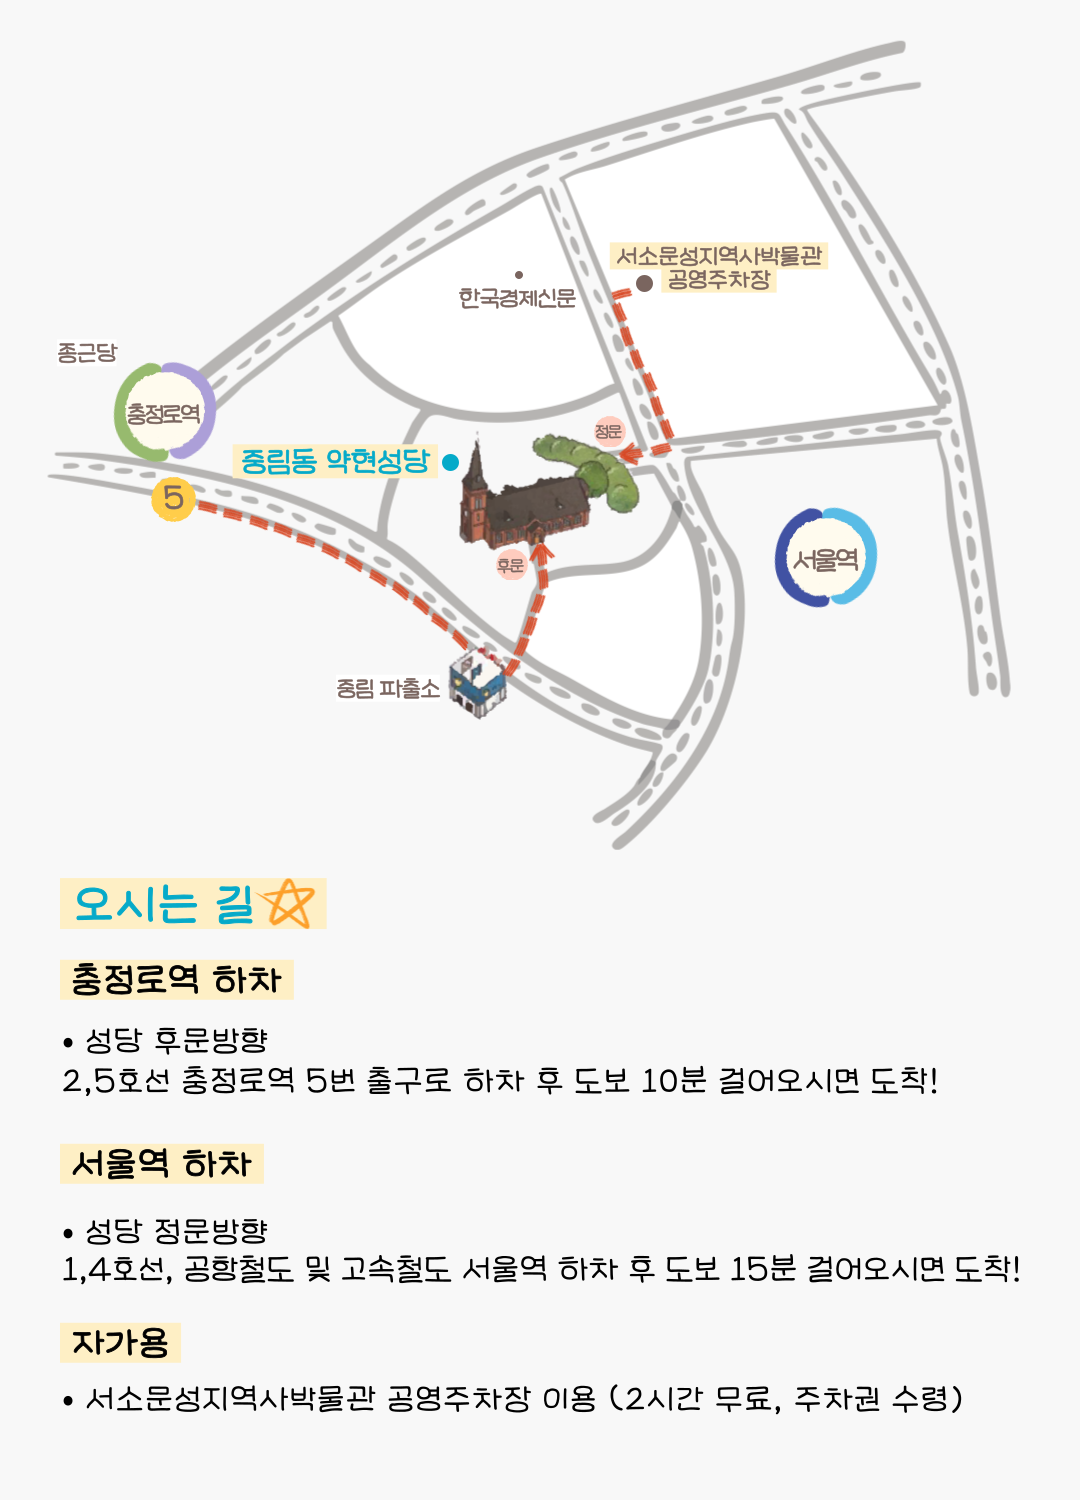 서소문성지역사박물관
공영주차장
한국경제신문
종근당
충정로역
정문
중림동 약현성당
5
서울역
후문
중림 파출소
오시는 길
충정로역 하차
• 성당 후문방향
2,5호선 충정로역 5번 출구로 하차 후 도보 10분 걸어오시면 도착!
서울역 하차
• 성당 정문방향
1,4호선, 공항철도 및 고속철도 서울역 하차 후 도보 15분 걸어오시면 도착!
자가용
• 서소문성지역사박물관 공영주차장 이용 (2시간 무료, 주차권 수령)